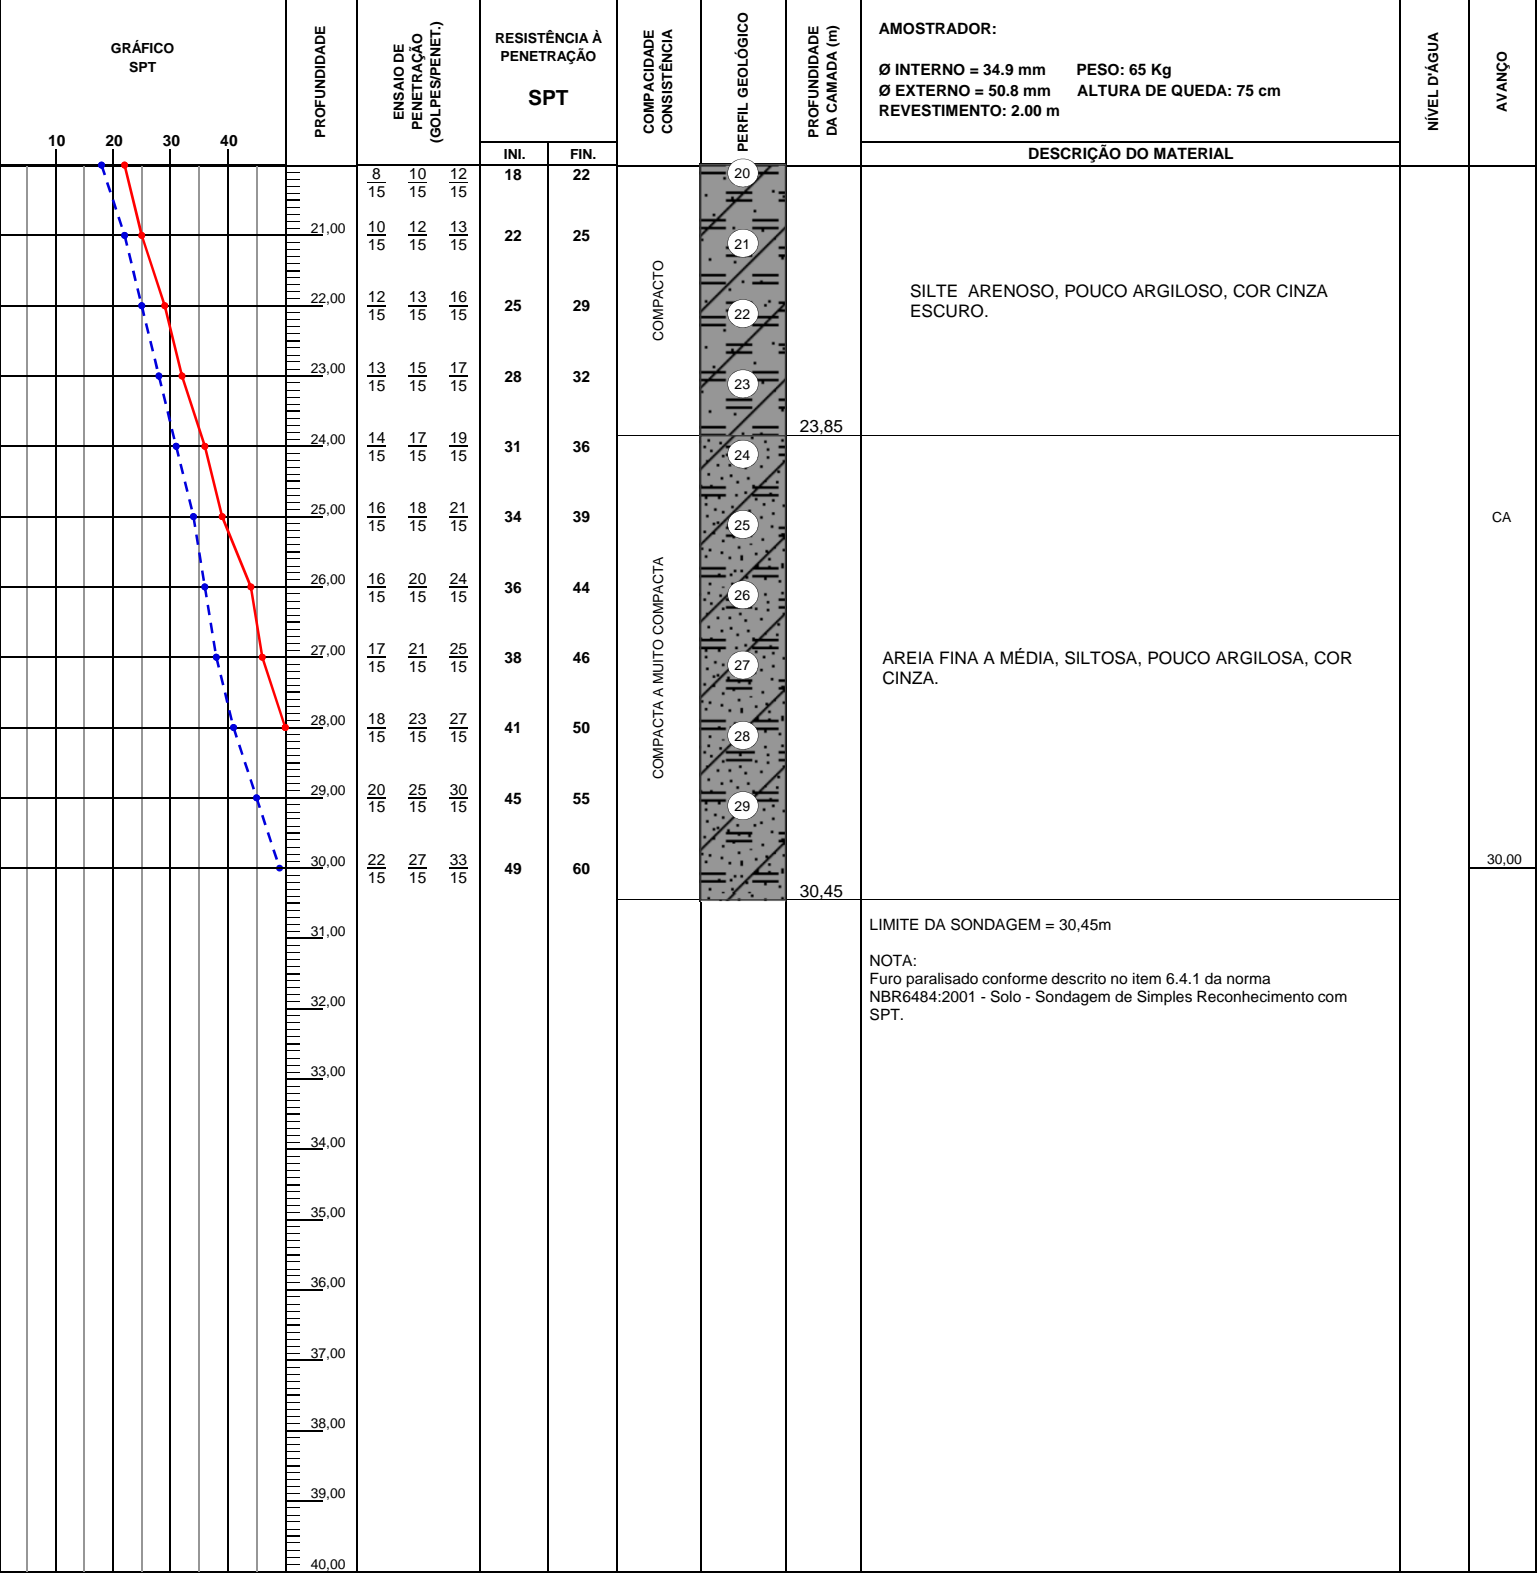 GRÁFICO
SPT
10 20 30 40
PROFUNDIDADE
ENSAIO DE
PENETRAÇÃO
(GOLPES/PENET.)
RESISTÊNCIA À
PENETRAÇÃO
SPT
INI. FIN.
COMPACIDADE
CONSISTÊNCIA
PERFIL GEOLÓGICO
PROFUNDIDADE
DA CAMADA (m)
AMOSTRADOR:
Ø INTERNO = 34.9 mm PESO: 65 Kg
Ø EXTERNO = 50.8 mm ALTURA DE QUEDA: 75 cm
REVESTIMENTO: 2.00 m
DESCRIÇÃO DO MATERIAL
NÍVEL D'ÁGUA
AVANÇO
8 10 12 18 22 20
15 15 15
21,00 10 12 13 22 25 21
15 15 15
22,00 12 13 16 25 29 22
15 15 15
COMPACTO
SILTE ARENOSO, POUCO ARGILOSO, COR CINZA
ESCURO.
23,00 13 15 17 28 32 23
15 15 15
23,85
24,00 14 17 19 31 36 24
15 15 15
25,00 16 18 21 34 39 25 CA
15 15 15
26,00 16 20 24 36 44 26
15 15 15
COMPACTA A MUITO COMPACTA
27,00 17 21 25 38 46 27
15 15 15
AREIA FINA A MÉDIA, SILTOSA, POUCO ARGILOSA, COR
CINZA.
28,00 18 23 27 41 50 28
15 15 15
29,00 20 25 30 45 55 29
15 15 15
30,00 22 27 33 49 60 30,00
15 15 15
30,45
31,00
LIMITE DA SONDAGEM = 30,45m
NOTA:
Furo paralisado conforme descrito no item 6.4.1 da norma
NBR6484:2001 - Solo - Sondagem de Simples Reconhecimento com
SPT.
32,00
33,00
34,00
35,00
36,00
37,00
38,00
39,00
40,00